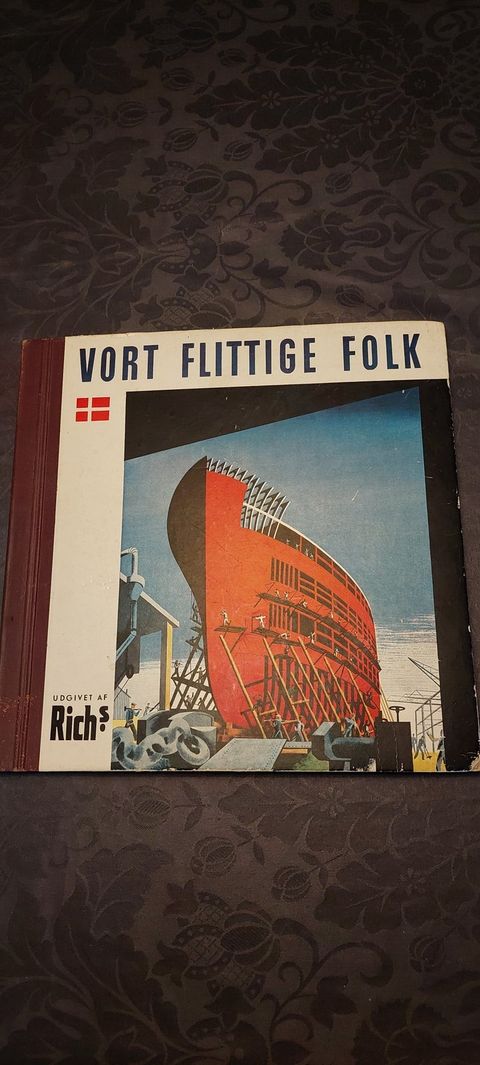 VORT FLITTIGE FOLK
UDGIVET AF
Rich's